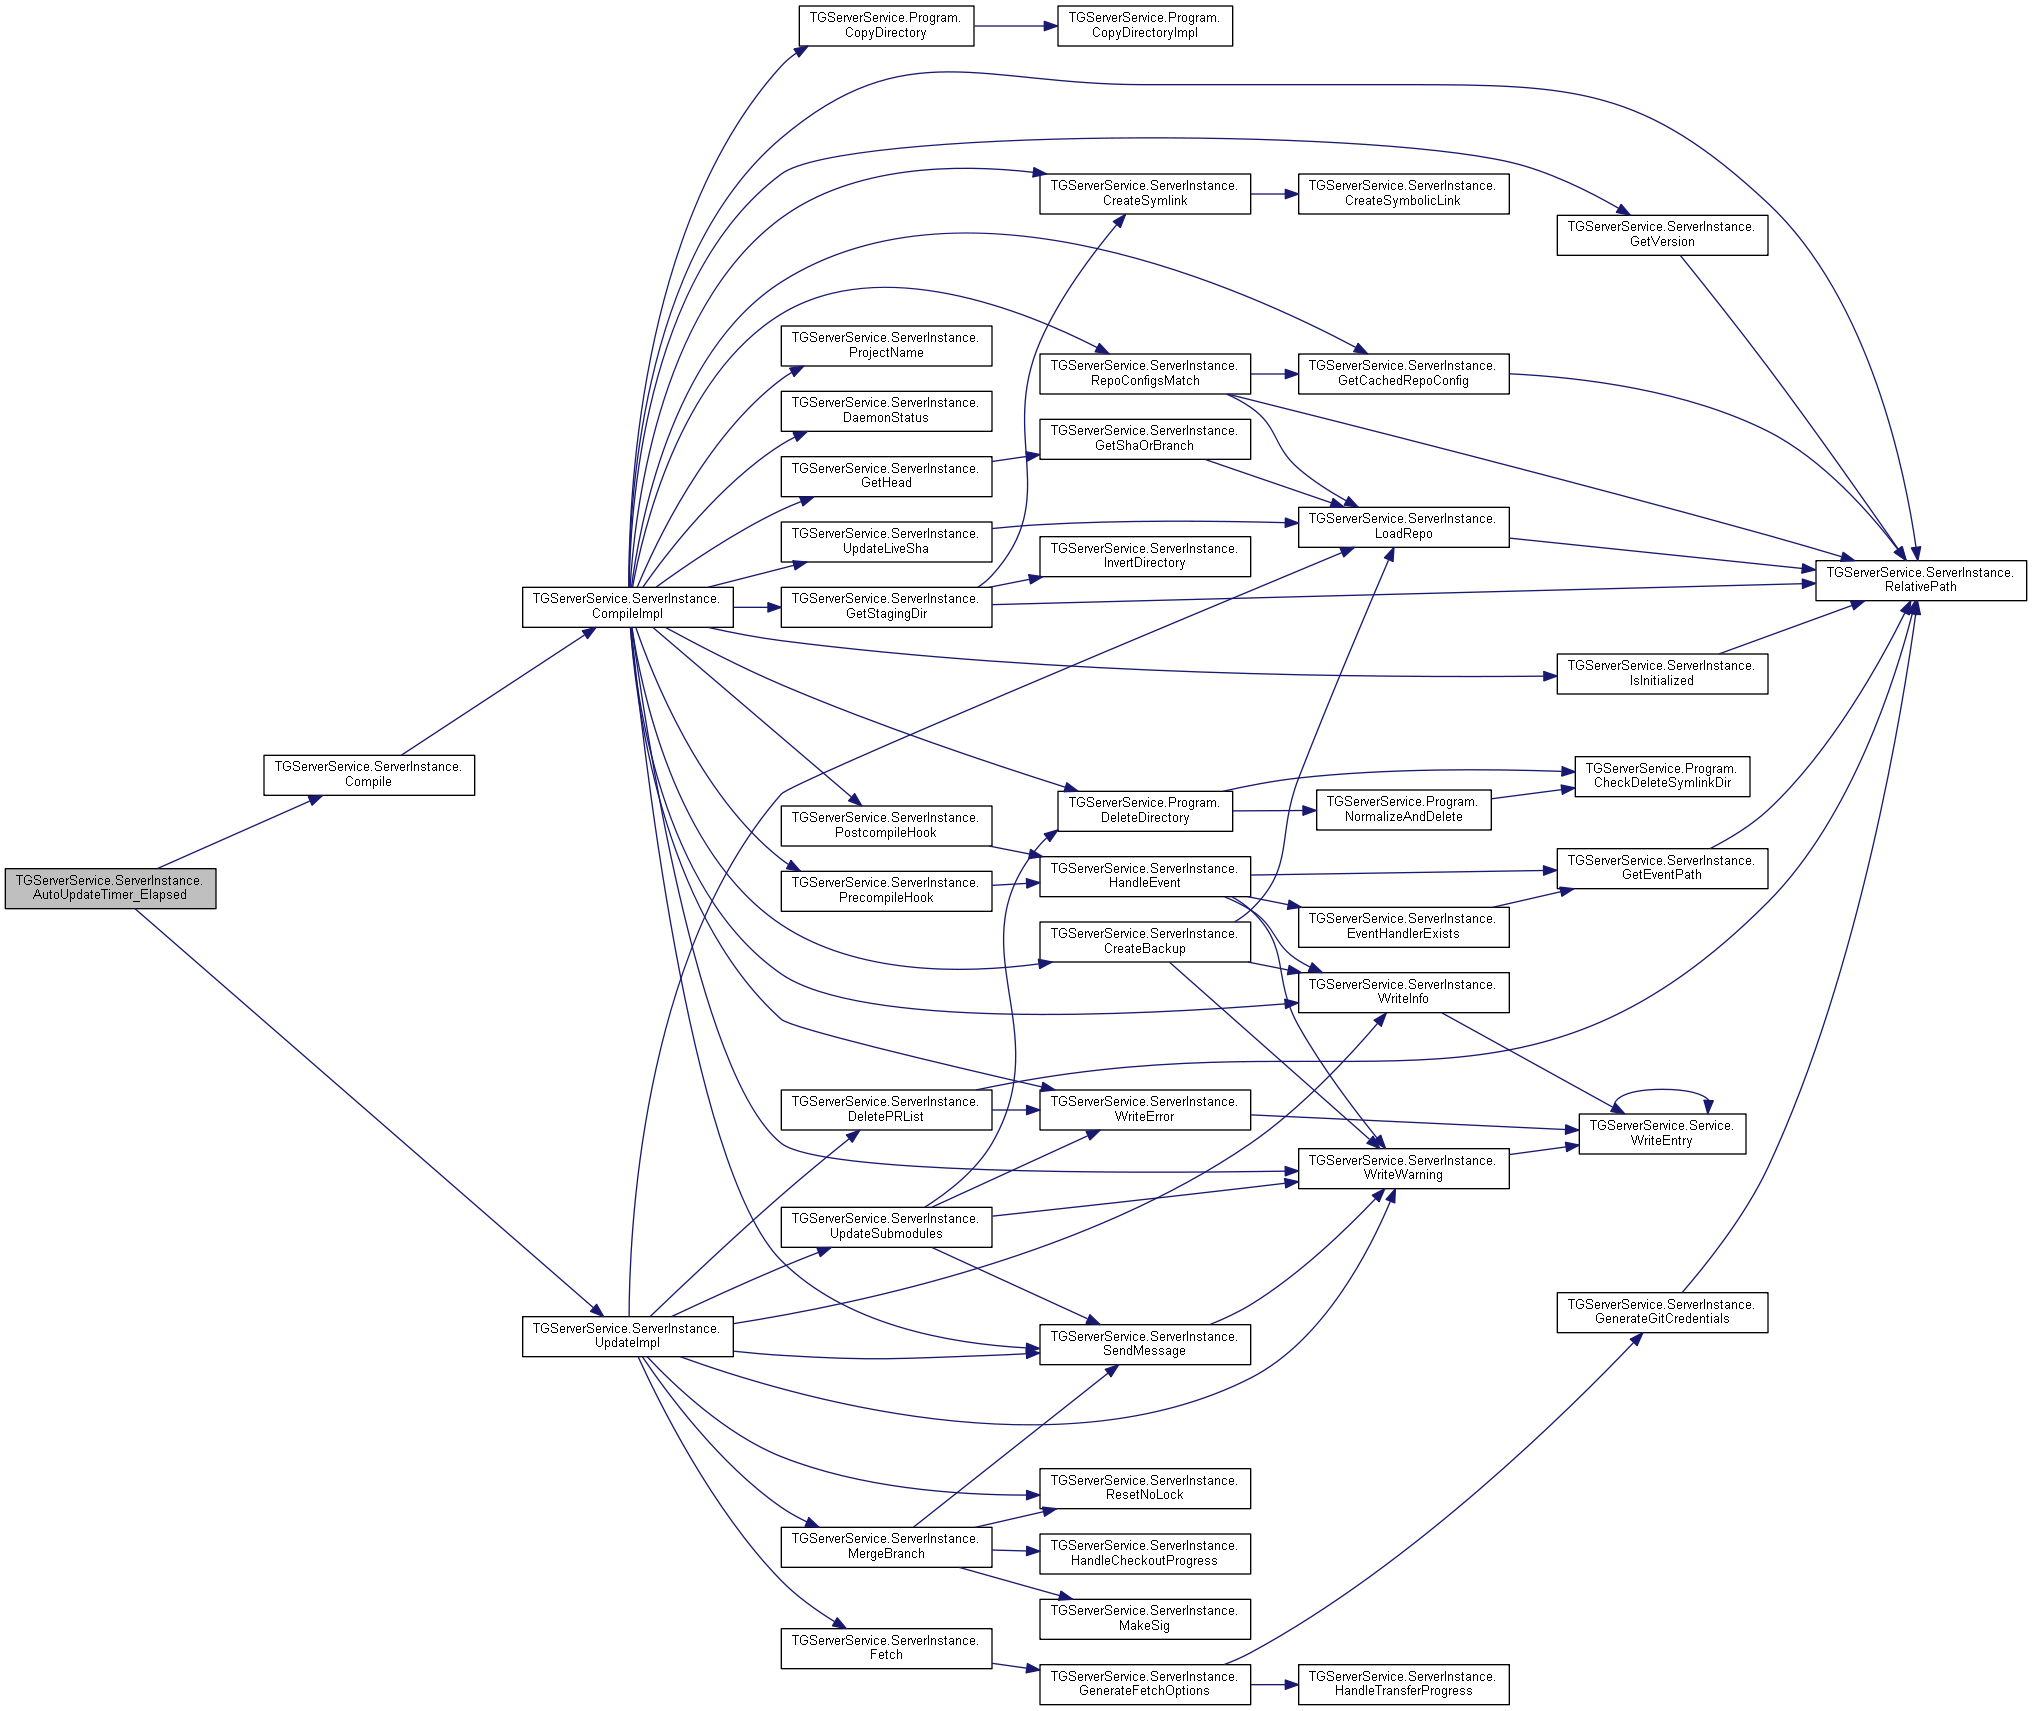 TGServerService.Program.
CopyDirectory
TGServerService.Program.
CopyDirectoryImpl
TGServerService.ServerInstance.
CreateSymlink
TGServerService.ServerInstance.
CreateSymbolicLink
TGServerService.ServerInstance.
GetVersion
TGServerService.ServerInstance.
ProjectName
TGServerService.ServerInstance.
RepoConfigsMatch
TGServerService.ServerInstance.
GetCachedRepoConfig
TGServerService.ServerInstance.
DaemonStatus
TGServerService.ServerInstance.
GetShaOrBranch
TGServerService.ServerInstance.
GetHead
TGServerService.ServerInstance.
LoadRepo
TGServerService.ServerInstance.
UpdateLiveSha
TGServerService.ServerInstance.
InvertDirectory
TGServerService.ServerInstance.
RelativePath
TGServerService.ServerInstance.
CompileImpl
TGServerService.ServerInstance.
GetStagingDir
TGServerService.ServerInstance.
IsInitialized
TGServerService.ServerInstance.
Compile
TGServerService.Program.
CheckDeleteSymlinkDir
TGServerService.Program.
DeleteDirectory
TGServerService.Program.
NormalizeAndDelete
TGServerService.ServerInstance.
PostcompileHook
TGServerService.ServerInstance.
HandleEvent
TGServerService.ServerInstance.
GetEventPath
TGServerService.ServerInstance.
AutoUpdateTimer_Elapsed
TGServerService.ServerInstance.
PrecompileHook
TGServerService.ServerInstance.
EventHandlerExists
TGServerService.ServerInstance.
CreateBackup
TGServerService.ServerInstance.
WriteInfo
TGServerService.ServerInstance.
DeletePRList
TGServerService.ServerInstance.
WriteError
TGServerService.Service.
WriteEntry
TGServerService.ServerInstance.
WriteWarning
TGServerService.ServerInstance.
UpdateSubmodules
TGServerService.ServerInstance.
GenerateGitCredentials
TGServerService.ServerInstance.
UpdateImpl
TGServerService.ServerInstance.
SendMessage
TGServerService.ServerInstance.
ResetNoLock
TGServerService.ServerInstance.
MergeBranch
TGServerService.ServerInstance.
HandleCheckoutProgress
TGServerService.ServerInstance.
MakeSig
TGServerService.ServerInstance.
Fetch
TGServerService.ServerInstance.
GenerateFetchOptions
TGServerService.ServerInstance.
HandleTransferProgress